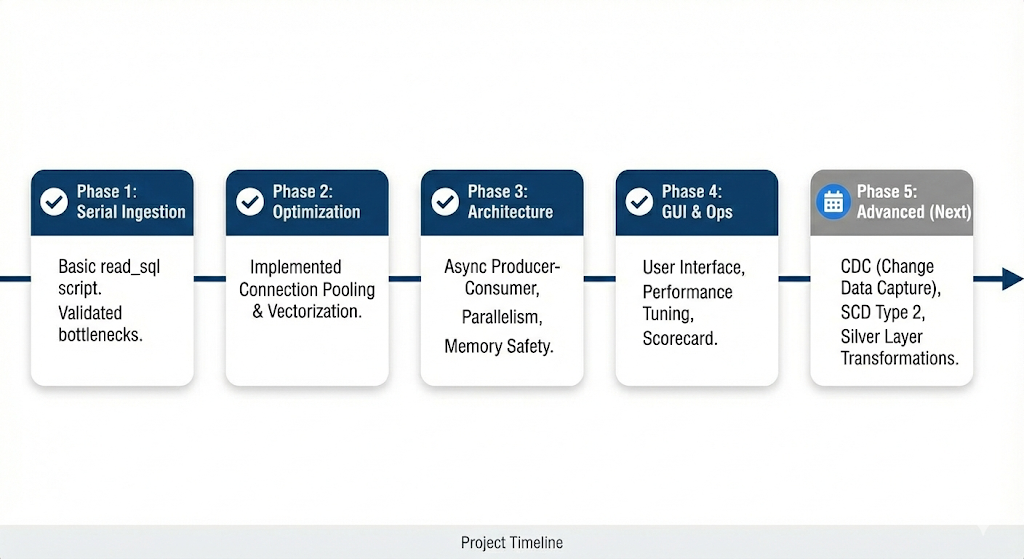 Phase 1:
Serial Ingestion
Basic read_sql
script.
Validated
bottlenecks.
Phase 2:
Optimization
Implemented
Connection Pooling
& Vectorization.
Phase 3:
Architecture
Async Producer-
Consumer,
Parallelism,
Memory Safety.
Phase 4:
GUI & Ops
User Interface,
Performance
Tuning,
Scorecard.
Phase 5:
Advanced (Next)
CDC (Change
Data Capture),
SCD Type 2,
Silver Layer
Transformations.
Project Timeline